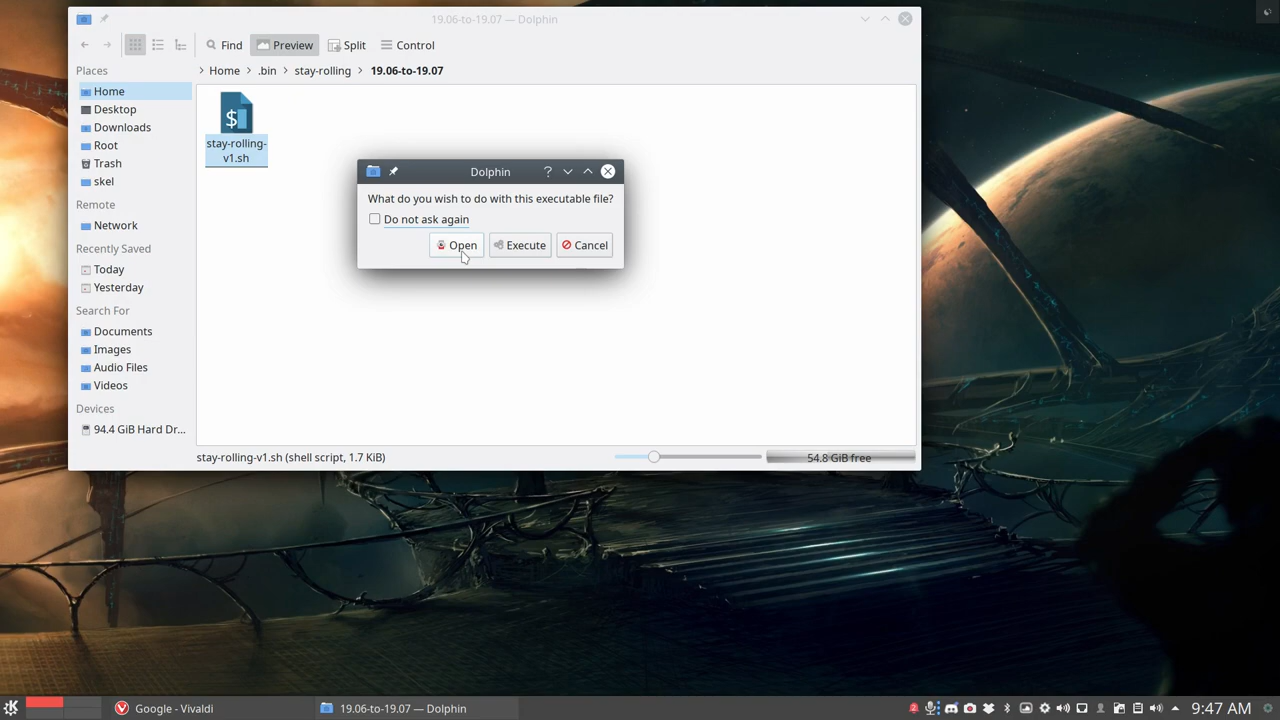 19.06-to-19.07 — Dolphin
Find
Preview
Split
Control
Home
.bin
stay-rolling
19.06-to-19.07
Places
Home
Desktop
Downloads
Root
Trash
skel
Remote
Network
Recently Saved
Today
Yesterday
Search For
Documents
Images
Audio Files
Videos
Devices
94.4 GiB Hard Dr...
$
stay-rolling-
v1.sh
Dolphin
What do you wish to do with this executable file?
Do not ask again
Open
Execute
Cancel
stay-rolling-v1.sh (shell script, 1.7 KiB)
54.8 GiB free
Google - Vivaldi
19.06-to-19.07 — Dolphin
2
9:47 AM